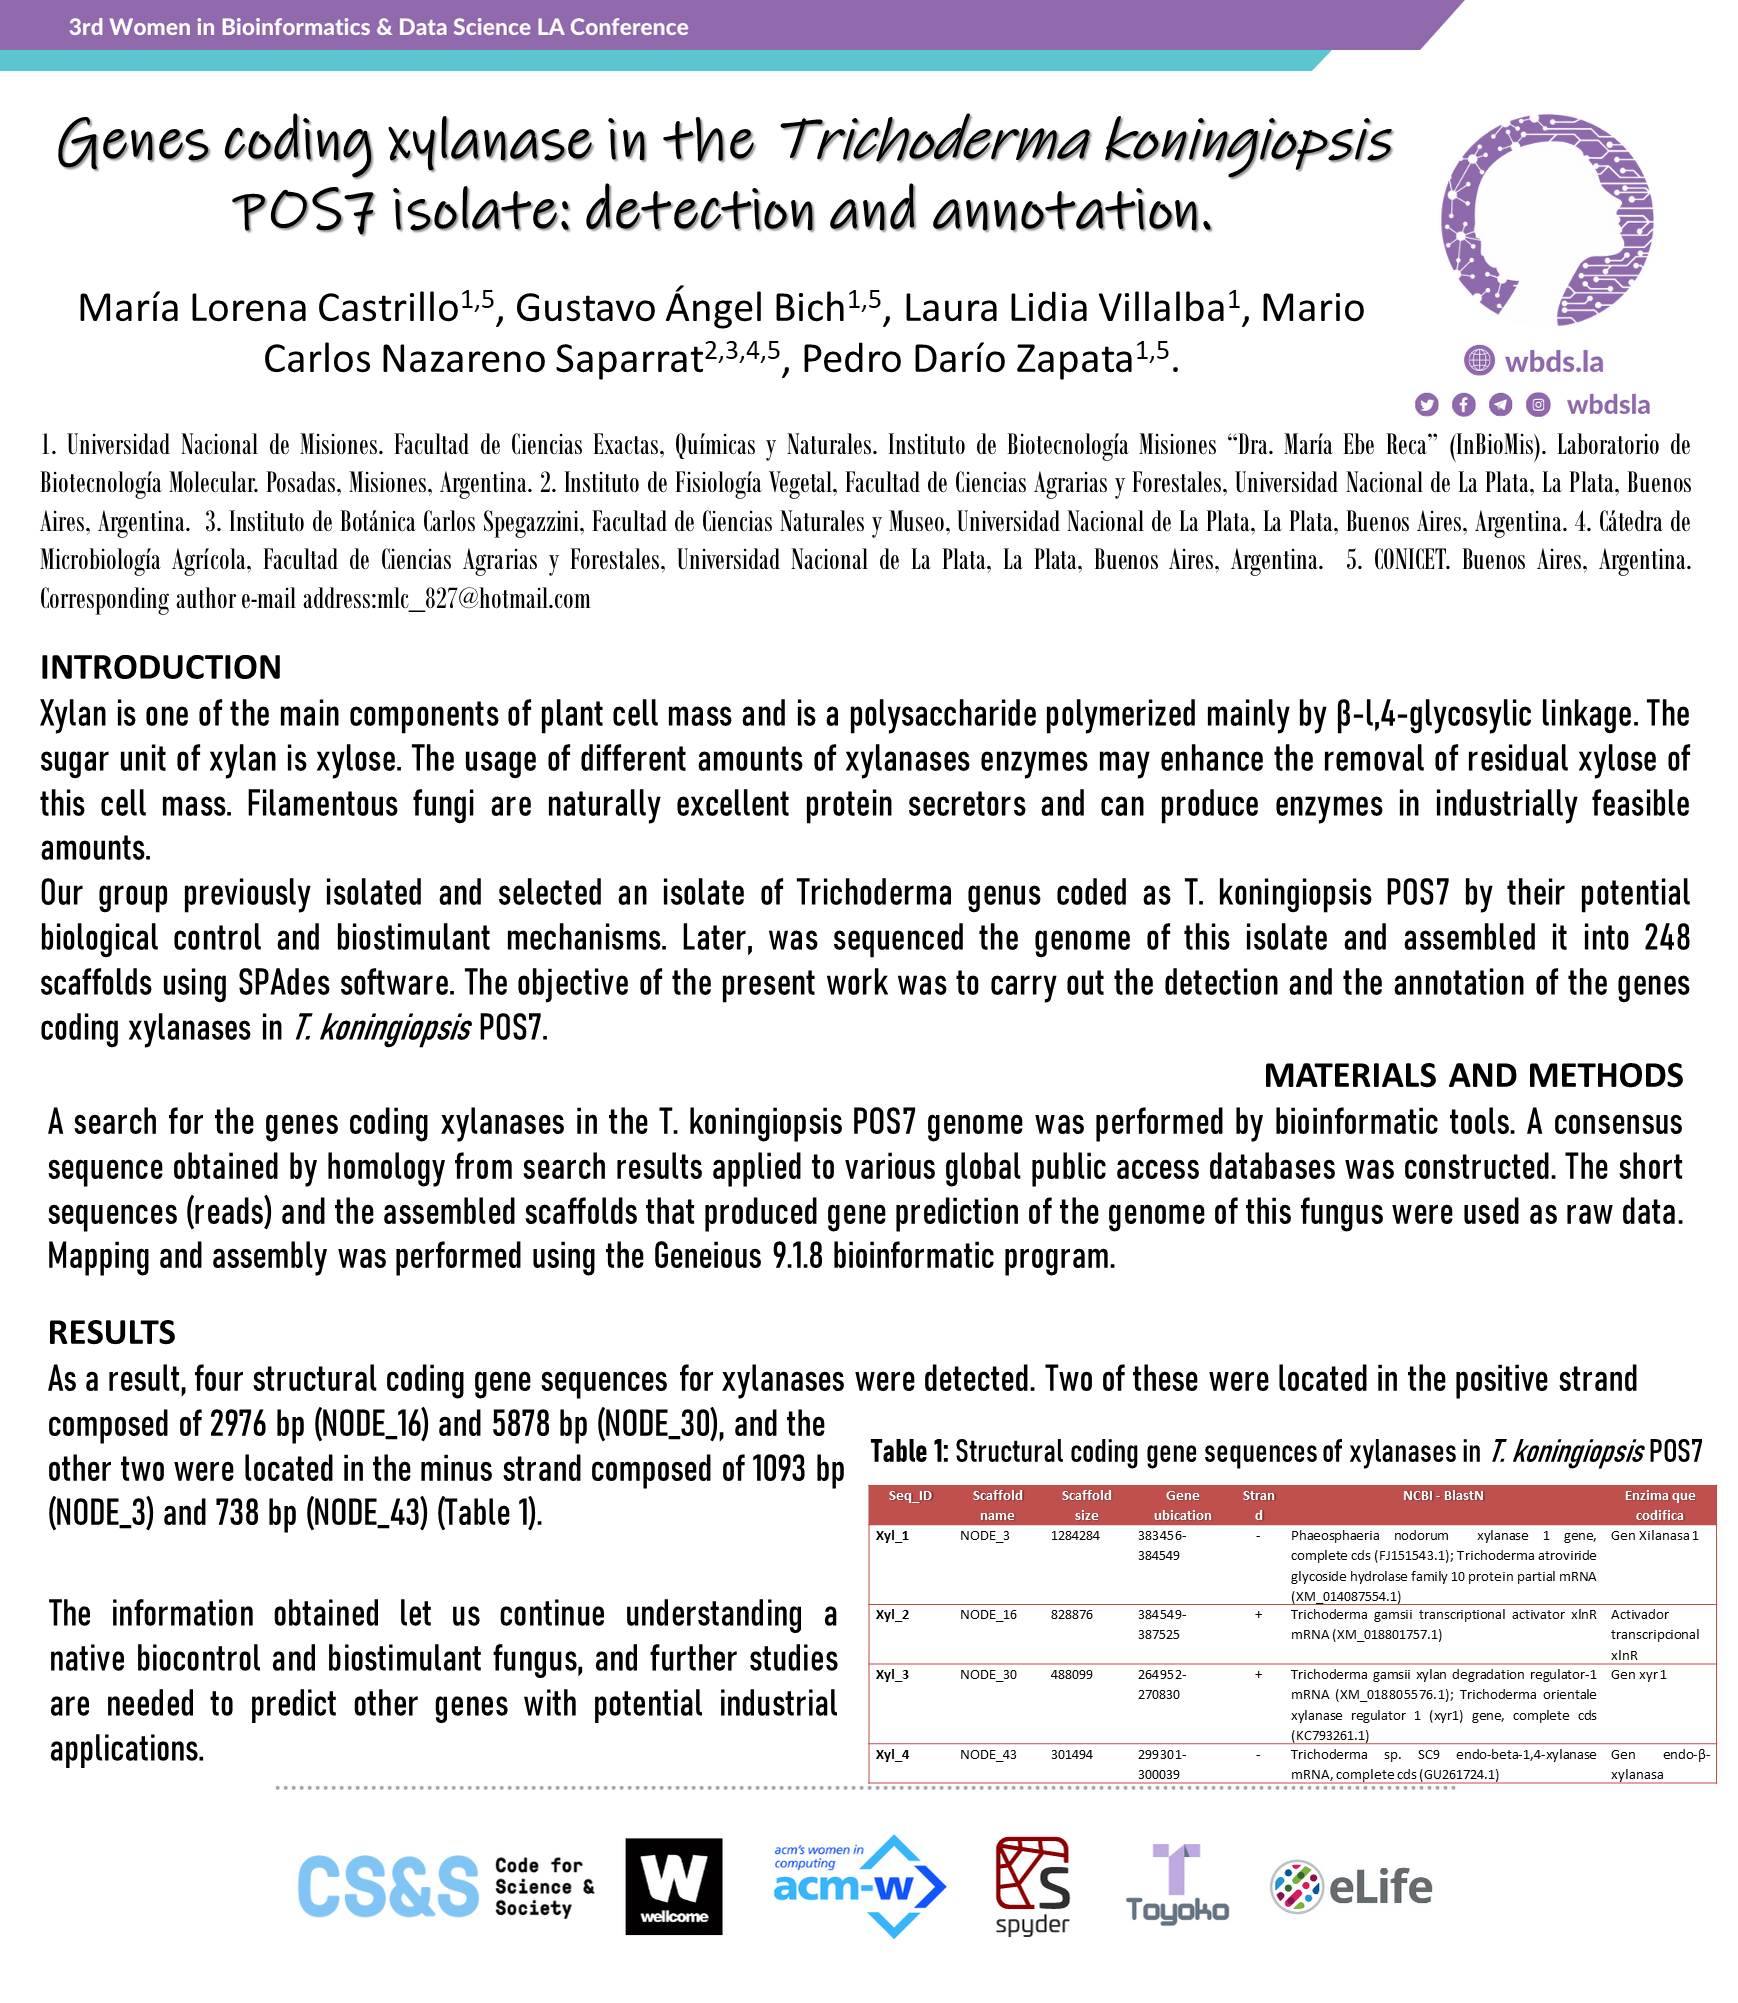 3rd Women in Bioinformatics & Data Science LA Conference
Genes coding xylanase in the Trichoderma koningiopsis
POS7 isolate: detection and annotation.
María Lorena Castrillo1,5, Gustavo Ángel Bich1,5, Laura Lidia Villalba1, Mario
Carlos Nazareno Saparrat2,3,4,5, Pedro Darío Zapata1,5.
wbds.la
wbdsla
1. Universidad Nacional de Misiones. Facultad de Ciencias Exactas, Químicas y Naturales. Instituto de Biotecnología Misiones “Dra. María Ebe Reca” (InBioMis). Laboratorio de
Biotecnología Molecular. Posadas, Misiones, Argentina. 2. Instituto de Fisiología Vegetal, Facultad de Ciencias Agrarias y Forestales, Universidad Nacional de La Plata, La Plata, Buenos
Aires, Argentina. 3. Instituto de Botánica Carlos Spegazzini, Facultad de Ciencias Naturales y Museo, Universidad Nacional de La Plata, La Plata, Buenos Aires, Argentina. 4. Cátedra de
Microbiología Agrícola, Facultad de Ciencias Agrarias y Forestales, Universidad Nacional de La Plata, La Plata, Buenos Aires, Argentina. 5. CONICET. Buenos Aires, Argentina.
Corresponding author e-mail address:mlc_827@hotmail.com
INTRODUCTION
Xylan is one of the main components of plant cell mass and is a polysaccharide polymerized mainly by β-l,4-glycosylic linkage. The
sugar unit of xylan is xylose. The usage of different amounts of xylanases enzymes may enhance the removal of residual xylose of
this cell mass. Filamentous fungi are naturally excellent protein secretors and can produce enzymes in industrially feasible
amounts.
Our group previously isolated and selected an isolate of Trichoderma genus coded as T. koningiopsis POS7 by their potential
biological control and biostimulant mechanisms. Later, was sequenced the genome of this isolate and assembled it into 248
scaffolds using SPAdes software. The objective of the present work was to carry out the detection and the annotation of the genes
coding xylanases in T. koningiopsis POS7.
MATERIALS AND METHODS
A search for the genes coding xylanases in the T. koningiopsis POS7 genome was performed by bioinformatic tools. A consensus
sequence obtained by homology from search results applied to various global public access databases was constructed. The short
sequences (reads) and the assembled scaffolds that produced gene prediction of the genome of this fungus were used as raw data.
Mapping and assembly was performed using the Geneious 9.1.8 bioinformatic program.
RESULTS
As a result, four structural coding gene sequences for xylanases were detected. Two of these were located in the positive strand
composed of 2976 bp (NODE_16) and 5878 bp (NODE_30), and the
other two were located in the minus strand composed of 1093 bp
(NODE_3) and 738 bp (NODE_43) (Table 1).
The information obtained let us continue understanding a
native biocontrol and biostimulant fungus, and further studies
are needed to predict other genes with potential industrial
applications.
Table 1: Structural coding gene sequences of xylanases in T. koningiopsis POS7
Seq_ID Scaffold Scaffold Gene Stran NCBI - BlastN Enzima que
name size ubication d codifica
Xyl_1 NODE_3 1284284 383456- - Phaeosphaeria nodorum xylanase 1 gene, Gen Xilanasa 1
384549 complete cds (FJ151543.1); Trichoderma atroviride
glycoside hydrolase family 10 protein partial mRNA
(XM_014087554.1)
Xyl_2 NODE_16 828876 384549- + Trichoderma gamsii transcriptional activator xlnR Activador
387525 mRNA (XM_018801757.1) transcripcional
xlnR
Xyl_3 NODE_30 488099 264952- + Trichoderma gamsii xylan degradation regulator-1 Gen xyr 1
270830 mRNA (XM_018805576.1); Trichoderma orientale
xylanase regulator 1 (xyr1) gene, complete cds
(KC793261.1)
Xyl_4 NODE_43 301494 299301- - Trichoderma sp. SC9 endo-beta-1,4-xylanase Gen endo-β-
300039 mRNA, complete cds (GU261724.1) xylanasa
CS&S
Code for
Science &
Society
W
wellcome
acm's women in
computing
acm-w
S
spyder
T
Toyoko
eLife